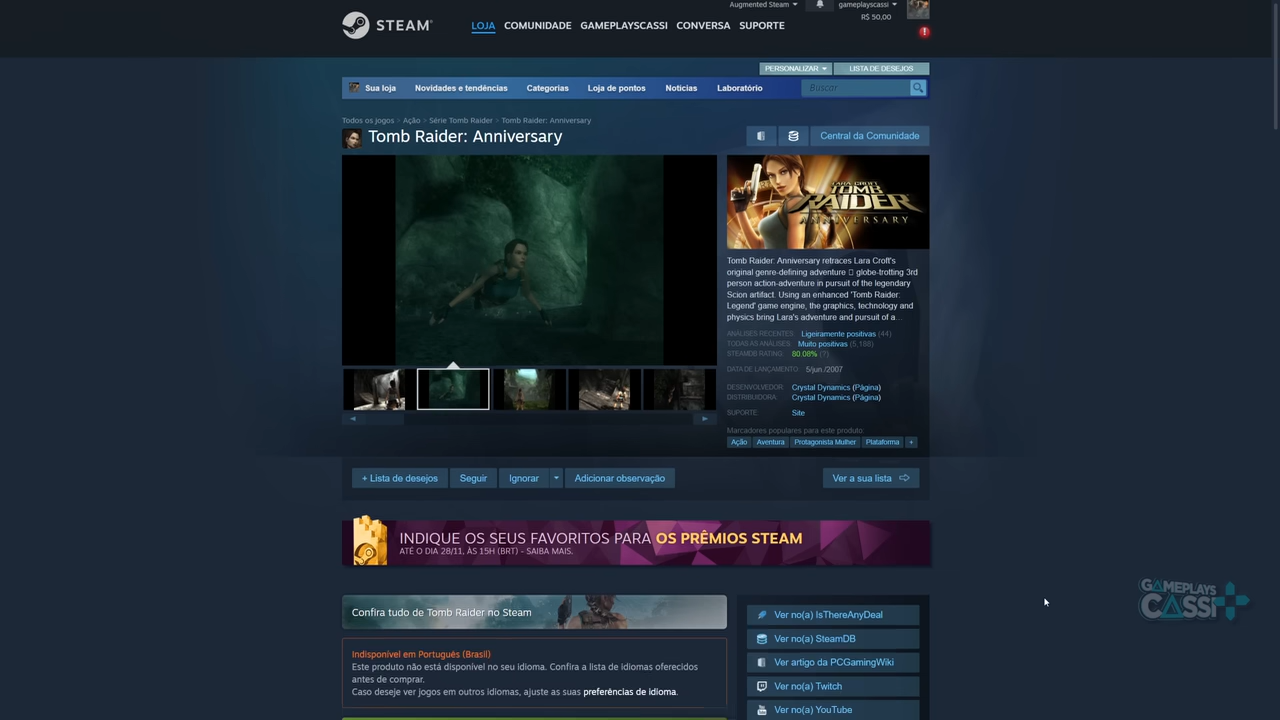 Augmented Steam
gameplayscassi
R$ 50,00
STEAM®
LOJA COMUNIDADE GAMEPLAYSCASSI CONVERSA SUPORTE
PERSONALIZAR LISTA DE DESEJOS
Sua loja Novidades e tendências Categorias Loja de pontos Notícias Laboratório Buscar
Todos os jogos > Ação > Série Tomb Raider > Tomb Raider: Anniversary
Tomb Raider: Anniversary
Central da Comunidade
LARA CROFT
TOMB RAIDER
ANNIVERSARY
Tomb Raider: Anniversary retraces Lara Croft's
original genre-defining adventure globe-trotting 3rd
person action-adventure in pursuit of the legendary
Scion artifact. Using an enhanced 'Tomb Raider:
Legend' game engine, the graphics, technology and
physics bring Lara's adventure and pursuit of a...
ANÁLISES RECENTES: Ligeiramente positivas (44)
TODAS AS ANÁLISES: Muito positivas (5,188)
STEAMDB RATING: 80.08% (?)
DATA DE LANÇAMENTO: 5/jun./2007
DESENVOLVEDOR: Crystal Dynamics (Página)
DISTRIBUIDORA: Crystal Dynamics (Página)
SUPORTE: Site
Marcadores populares para este produto:
Ação Aventura Protagonista Mulher Plataforma +
+ Lista de desejos Seguir Ignorar Adicionar observação Ver a sua lista
INDIQUE OS SEUS FAVORITOS PARA OS PRÊMIOS STEAM
ATÉ O DIA 28/11, ÀS 15H (BRT) - SAIBA MAIS.
Confira tudo de Tomb Raider no Steam
Indisponível em Português (Brasil)
Este produto não está disponível no seu idioma. Confira a lista de idiomas oferecidos
antes de comprar.
Caso deseje ver jogos em outros idiomas, ajuste as suas preferências de idioma.
Ver no(a) IsThereAnyDeal
Ver no(a) SteamDB
Ver artigo da PCGamingWiki
Ver no(a) Twitch
Ver no(a) YouTube
GAMEPLAYS
CASSI